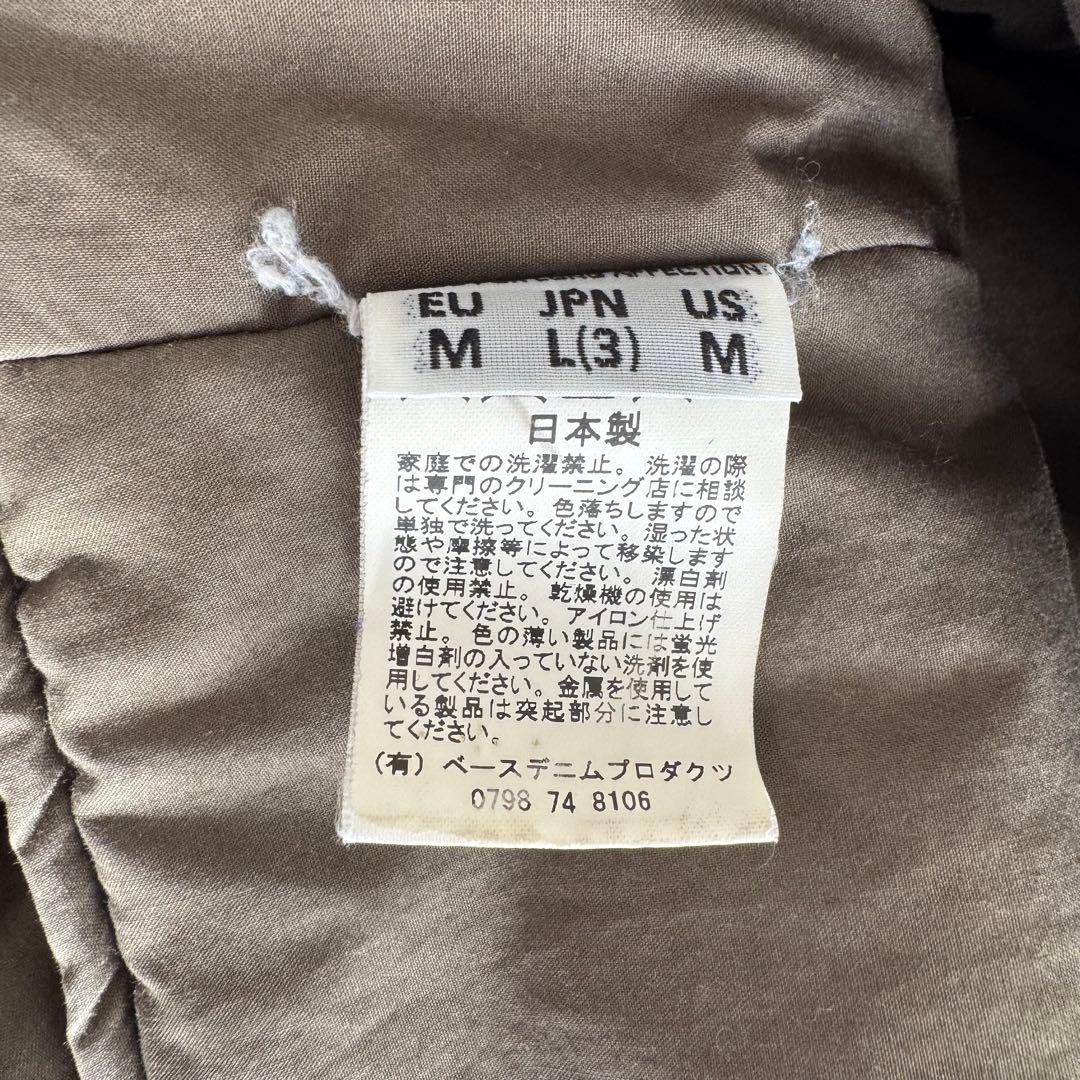 AFFECTION
EU JPN US
M L(3) M
日本製
家庭での洗濯禁止。洗濯の際
は専門のクリーニング店に相談
してください。色落ちしますので
単独で洗ってください。湿った状
態や摩擦等によって移染します
ので注意してください。漂白剤
の使用禁止。乾燥機の使用は
避けてください。アイロン仕上げ
禁止。色の薄い製品には蛍光
増白剤の入っていない洗剤を使
用してください。金属を使用して
いる製品は突起部分に注意し
てください。
(有)ベースデニムプロダクツ
0798 74 8106